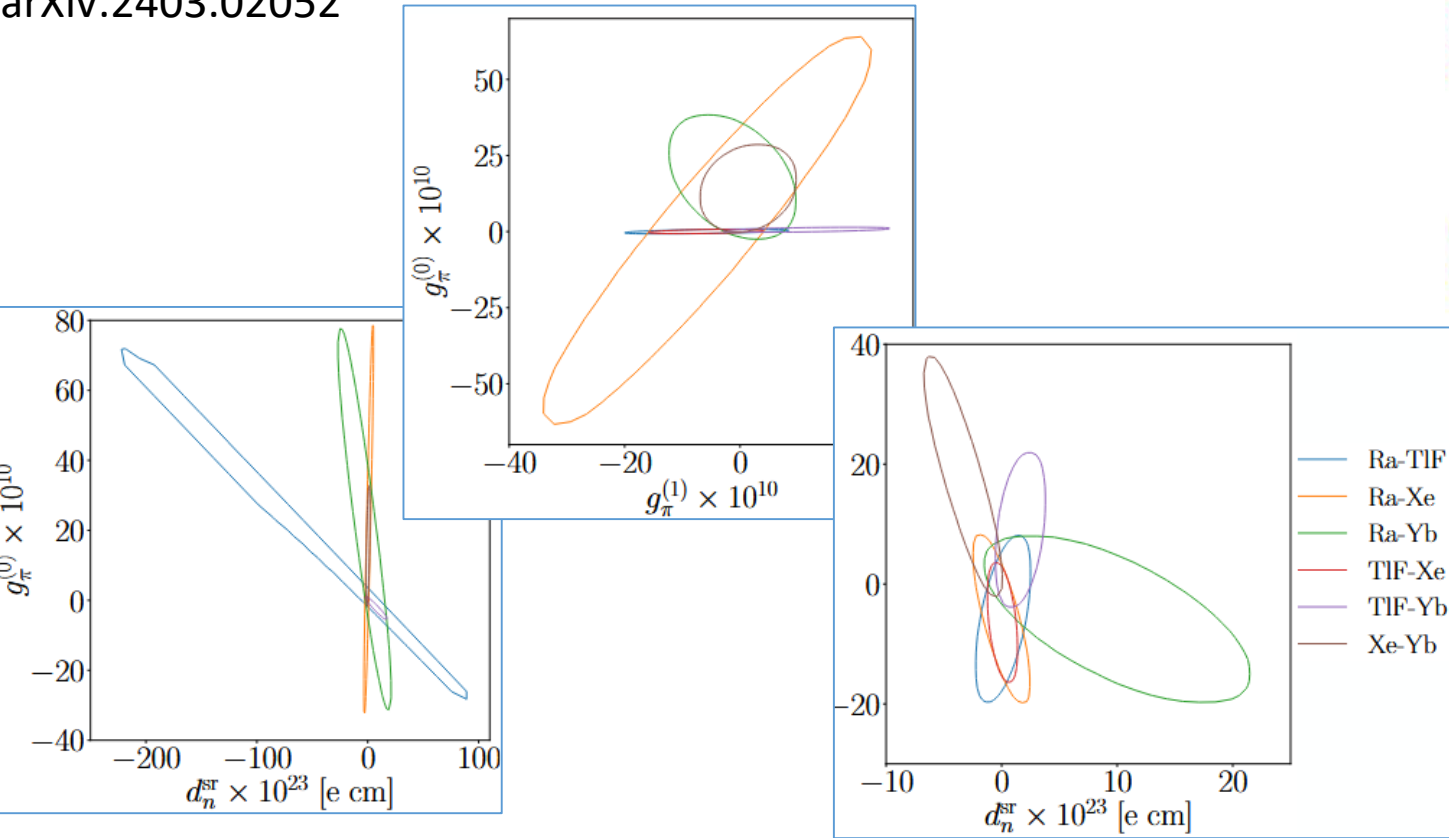 arXiv:2403.02052
50
25
0
−25
−50
−40
−20
0
g_π^(1) × 10^10
g_π^(0) × 10^10
80
60
40
20
0
−20
−40
−200
−100
0
100
d_n^sr × 10^23 [e cm]
g_π^(0) × 10^10
40
20
0
−20
−10
0
10
20
d_n^sr × 10^23 [e cm]
Ra-TlF
Ra-Xe
Ra-Yb
TlF-Xe
TlF-Yb
Xe-Yb